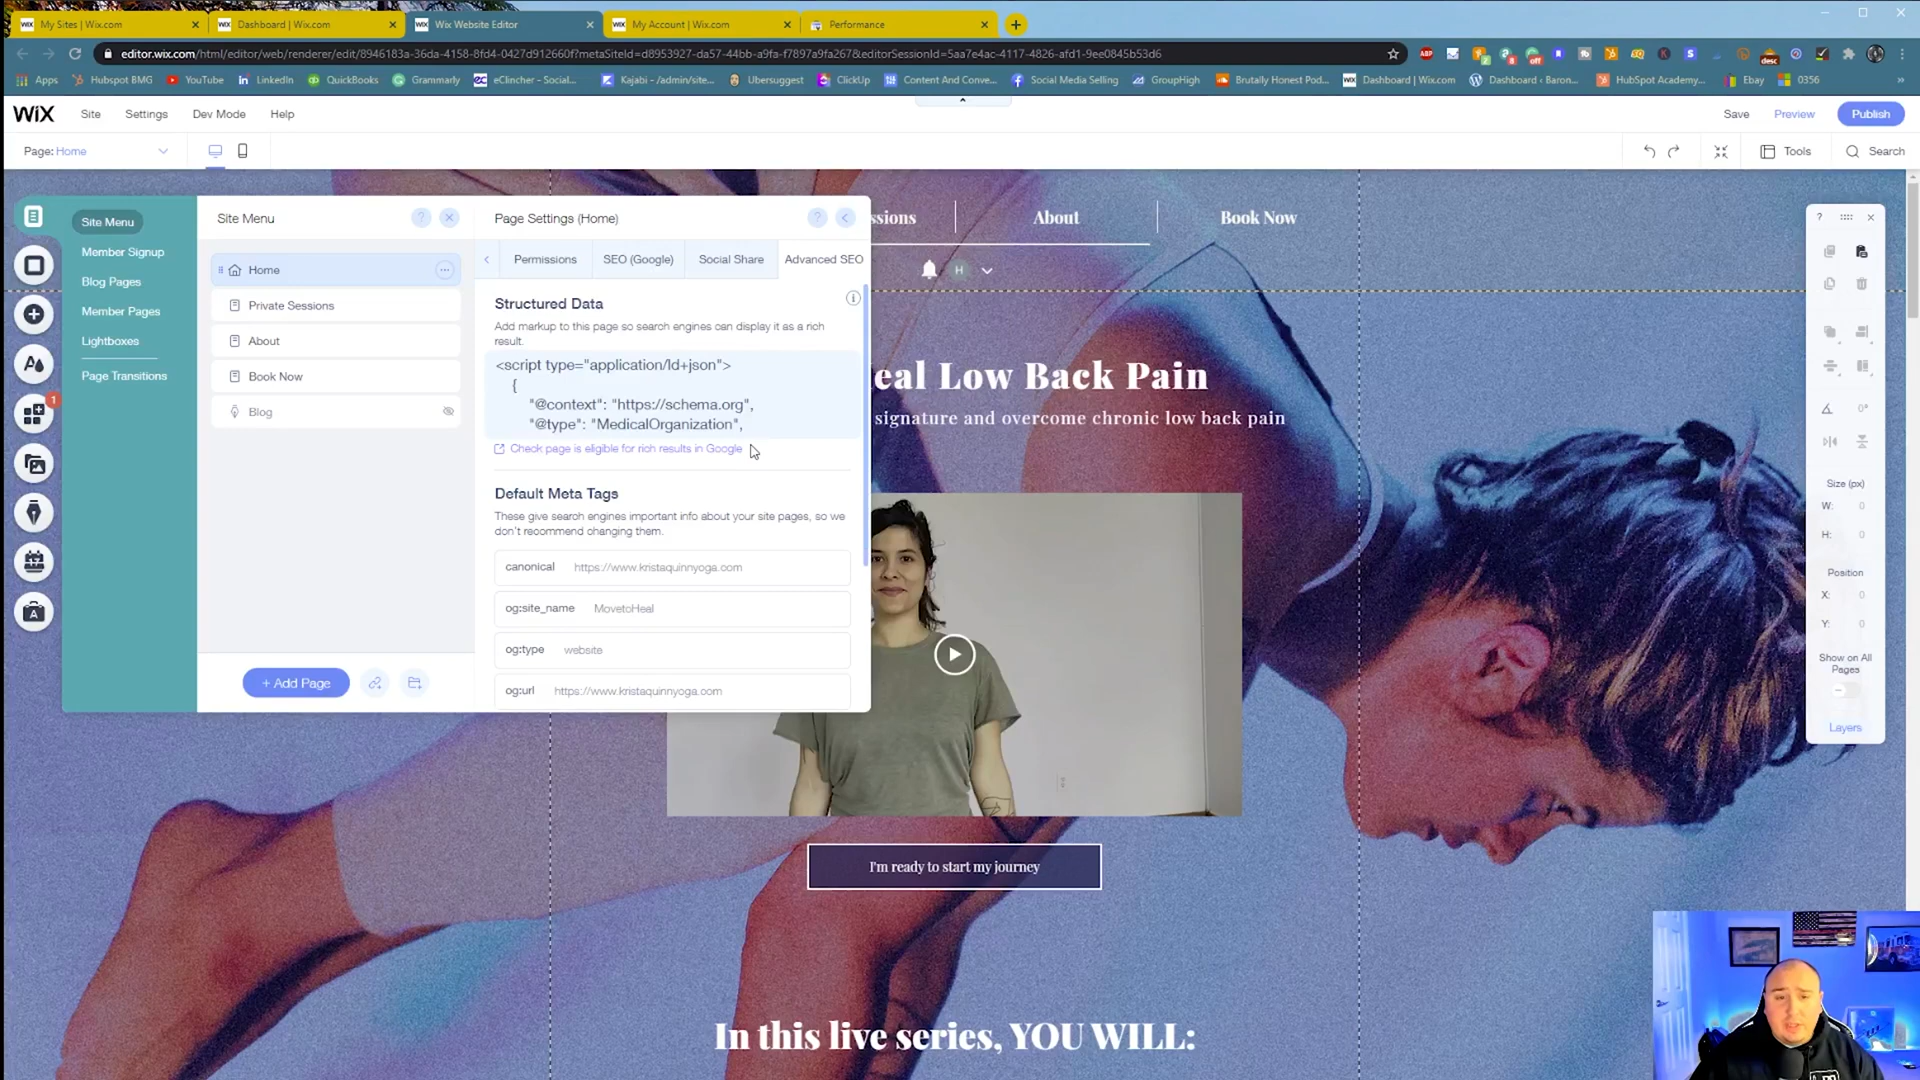 My Sites | Wix.com
Dashboard | Wix.com
Wix Website Editor
My Account | Wix.com
Performance
editor.wix.com/html/editor/web/renderer/edit/8946183a-36da-4158-8fd4-0427d912660f?metaSiteId=d8953927-da57-44bb-a9fa-f7897a9fa267&editorSessionId=5aa7e4ac-4117-4826-afd1-9ee0845b53d6
Apps
Hubspot BMG
YouTube
LinkedIn
QuickBooks
Grammarly
eClincher - Social...
Kajabi - /admin/site...
Ubersuggest
ClickUp
Content And Conve...
Social Media Selling
GroupHigh
Brutally Honest Pod...
Dashboard | Wix.com
Dashboard ‹ Baron...
HubSpot Academy...
Ebay
0356
WiX
Site
Settings
Dev Mode
Help
Save
Preview
Publish
Page: Home
Tools
Search
Site Menu
Member Signup
Blog Pages
Member Pages
Lightboxes
Page Transitions
1
Site Menu
Home
Private Sessions
About
Book Now
Blog
+ Add Page
Page Settings (Home)
Permissions
SEO (Google)
Social Share
Advanced SEO
Structured Data
Add markup to this page so search engines can display it as a rich
result.
<script type="application/ld+json">
{
"@context": "https://schema.org",
"@type": "MedicalOrganization",
Check page is eligible for rich results in Google
Default Meta Tags
These give search engines important info about your site pages, so we
don't recommend changing them.
canonical https://www.kristaquinnyoga.com
og:site_name MovetoHeal
og:type website
og:url https://www.kristaquinnyoga.com
ssions
About
Book Now
H
eal Low Back Pain
signature and overcome chronic low back pain
I'm ready to start my journey
In this live series, YOU WILL:
0°
Size (px)
W: 0
H: 0
Position
X: 0
Y: 0
Show on All
Pages
Layers